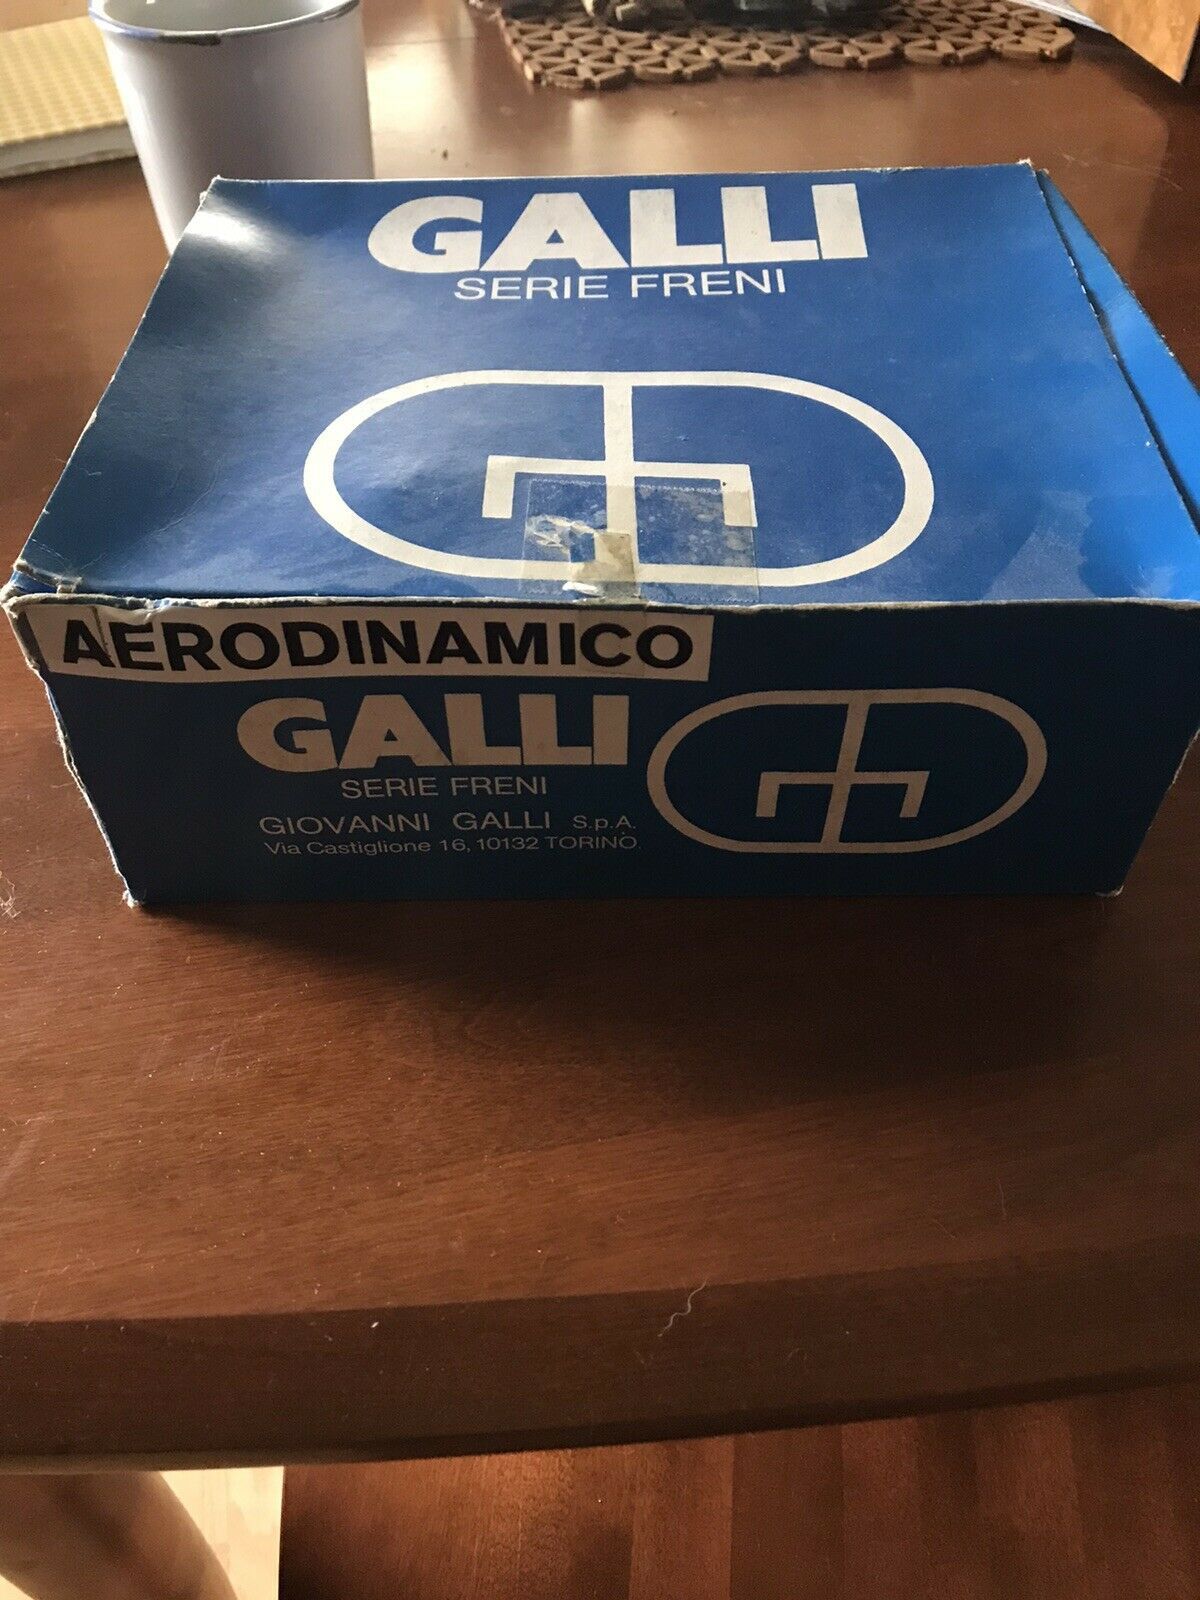 GALLI
SERIE FRENI
AERODINAMICO
GALLI
SERIE FRENI
GIOVANNI GALLI S.p.A.
Via Castiglione 16, 10132 TORINO.